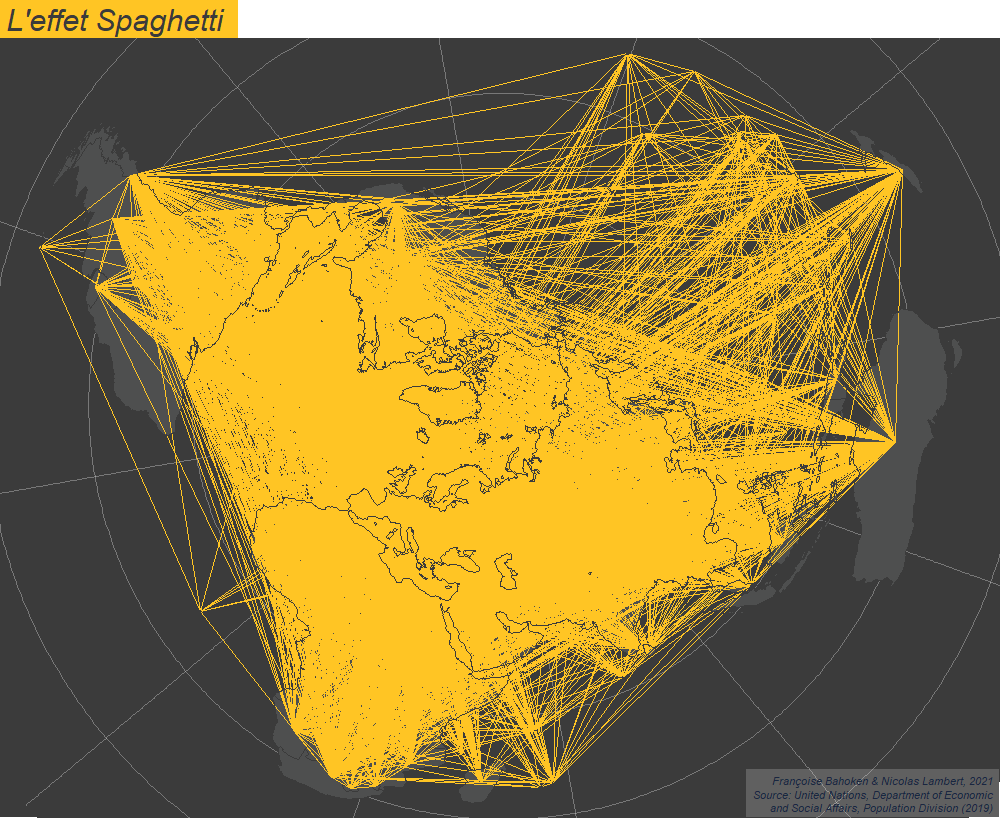 L'effet Spaghetti
Françoise Bahoken & Nicolas Lambert, 2021
Source: United Nations, Department of Economic
and Social Affairs, Population Division (2019)